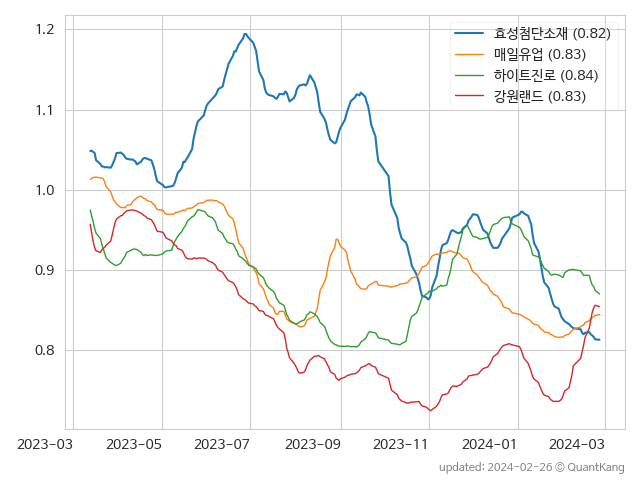 효성첨단소재 (0.82)
매일유업 (0.83)
하이트진로 (0.84)
강원랜드 (0.83)
1.2
1.1
1.0
0.9
0.8
2023-03 2023-05 2023-07 2023-09 2023-11 2024-01 2024-03
updated: 2024-02-26 © QuantKang